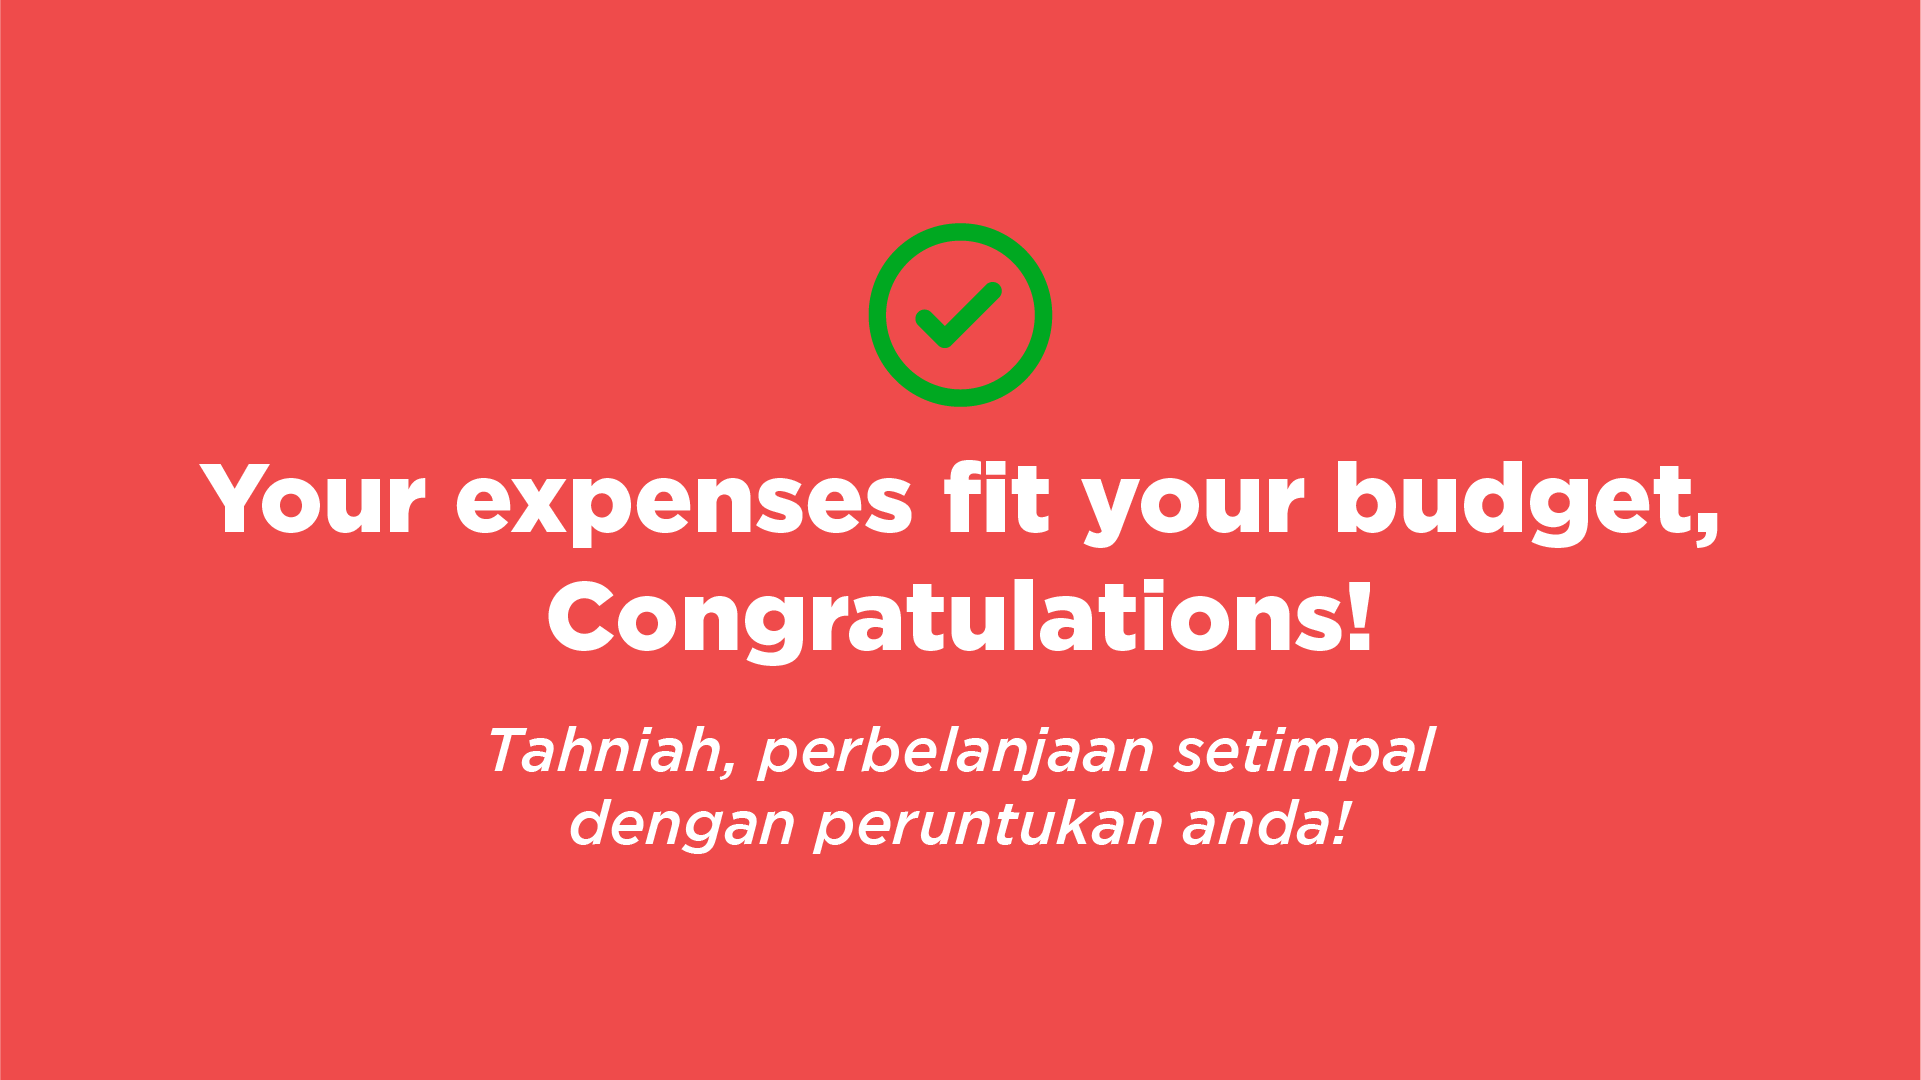 Your expenses fit your budget,
Congratulations!
Tahniah, perbelanjaan setimpal
dengan peruntukan anda!